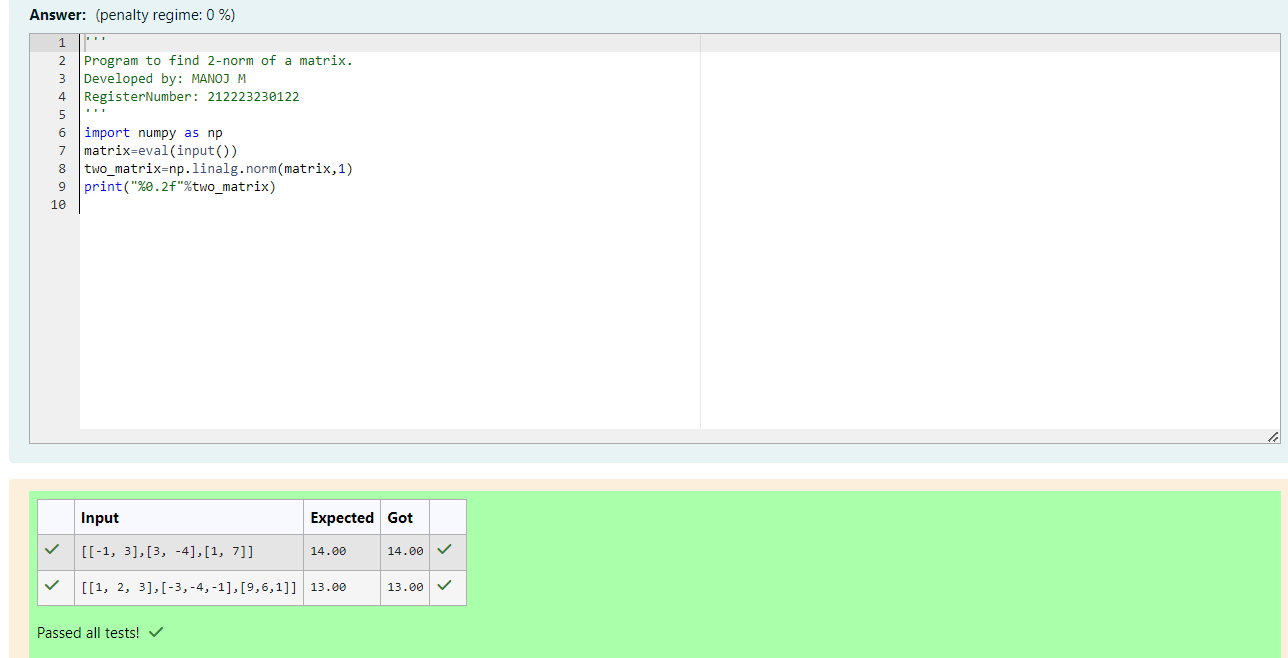 Answer: (penalty regime: 0 %)
1 '''
2 Program to find 2-norm of a matrix.
3 Developed by: MANOJ M
4 RegisterNumber: 212223230122
5 '''
6 import numpy as np
7 matrix=eval(input())
8 two_matrix=np.linalg.norm(matrix,1)
9 print("%0.2f"%two_matrix)
10
Input Expected Got
[[-1, 3],[3, -4],[1, 7]] 14.00 14.00
[[1, 2, 3],[-3,-4,-1],[9,6,1]] 13.00 13.00
Passed all tests!